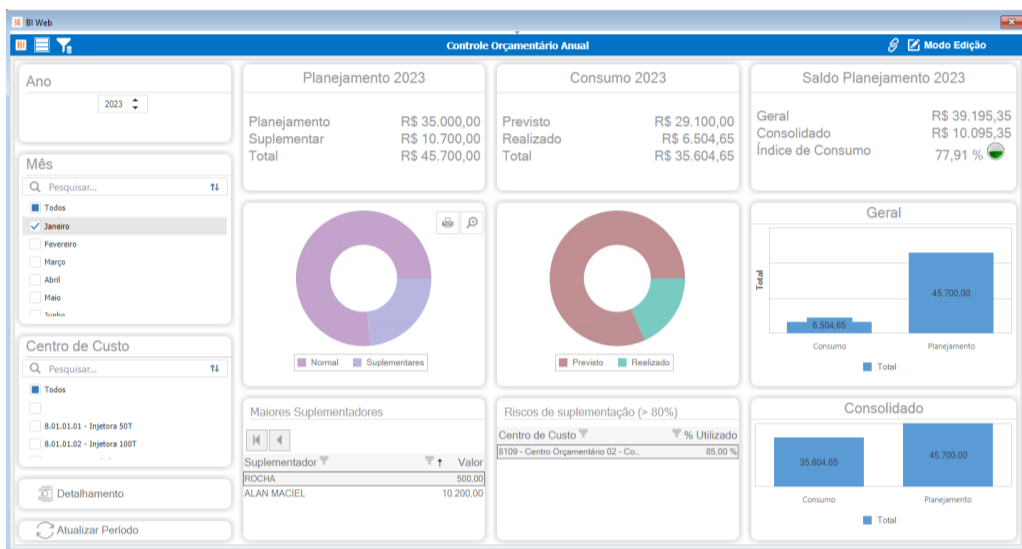 BI Web
BI
Controle Orçamentário Anual
Modo Edição
Ano
2023
Mês
Pesquisar...
Todos
Janeiro
Fevereiro
Março
Abril
Maio
Junho
Centro de Custo
Pesquisar...
Todos
8.01.01.01 - Injetora 50T
8.01.01.02 - Injetora 100T
Detalhamento
Atualizar Período
Planejamento 2023
Planejamento R$ 35.000,00
Suplementar R$ 10.700,00
Total R$ 45.700,00
Consumo 2023
Previsto R$ 29.100,00
Realizado R$ 6.504,65
Total R$ 35.604,65
Saldo Planejamento 2023
Geral R$ 39.195,35
Consolidado R$ 10.095,35
Índice de Consumo 77,91 %
Normal Suplementares
Previsto Realizado
Geral
Total
6.504,65
45.700,00
Consumo Planejamento
Total
Maiores Suplementadores
Suplementador Valor
ROCHA 500,00
ALAN MACIEL 10.200,00
Riscos de suplementação (> 80%)
Centro de Custo % Utilizado
8109 - Centro Orçamentário 02 - Co... 85,00 %
Consolidado
35.604,65
45.700,00
Consumo Planejamento
Total